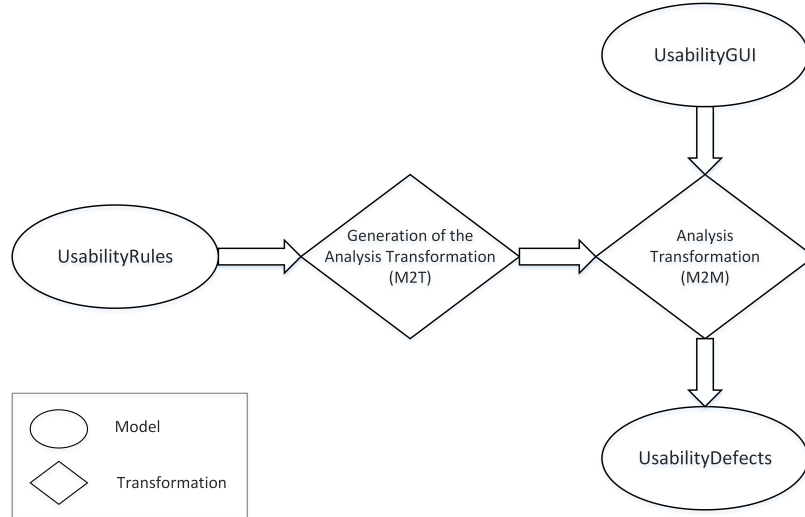 UsabilityGUI
UsabilityRules
Generation of the
Analysis Transformation
(M2T)
Analysis
Transformation
(M2M)
UsabilityDefects
Model
Transformation